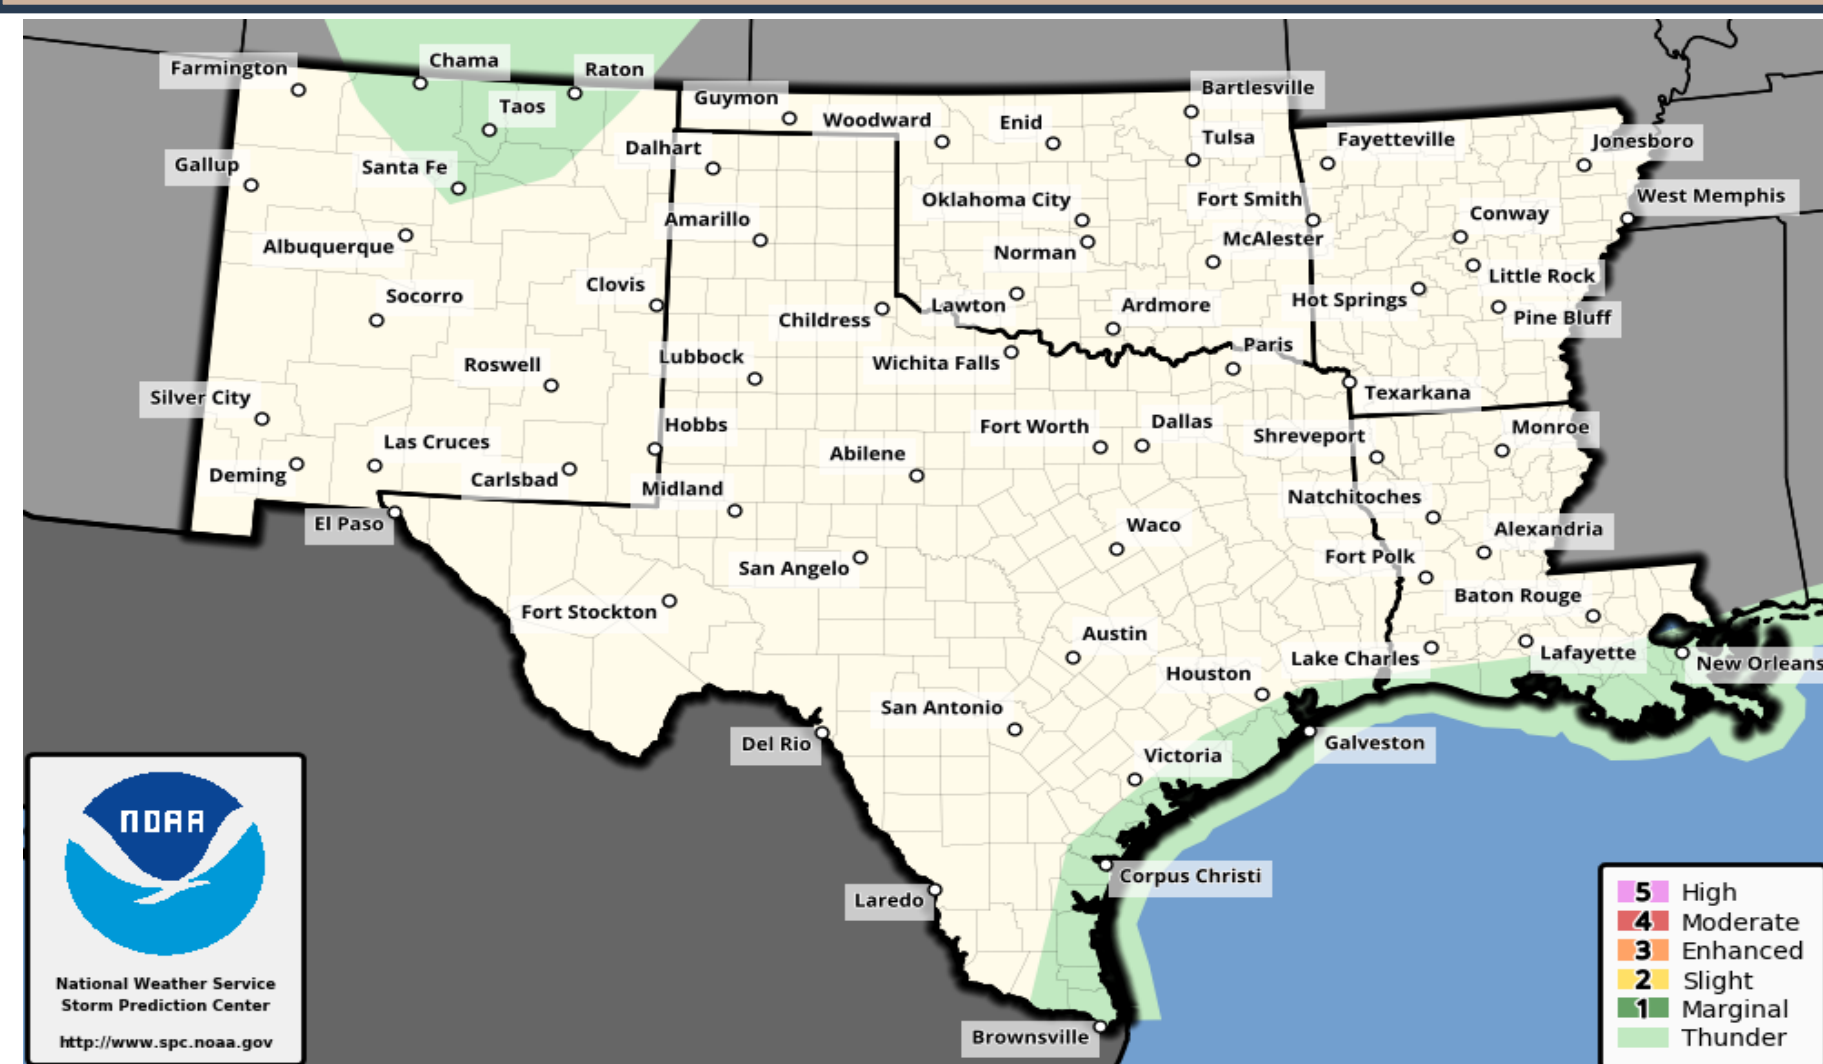 Farmington
Chama
Raton
Taos
Guymon
Woodward
Enid
Bartlesville
Tulsa
Fayetteville
Jonesboro
Gallup
Santa Fe
Dalhart
Oklahoma City
Fort Smith
West Memphis
Conway
Albuquerque
Amarillo
Norman
McAlester
Little Rock
Socorro
Clovis
Childress
Lawton
Ardmore
Hot Springs
Pine Bluff
Roswell
Lubbock
Wichita Falls
Paris
Texarkana
Silver City
Las Cruces
Hobbs
Fort Worth
Dallas
Shreveport
Monroe
Deming
Carlsbad
Midland
Abilene
Natchitoches
El Paso
Waco
Alexandria
San Angelo
Fort Polk
Fort Stockton
Baton Rouge
Austin
Houston
Lake Charles
Lafayette
New Orleans
San Antonio
Del Rio
Victoria
Galveston
Corpus Christi
Laredo
Brownsville
NOAA
National Weather Service
Storm Prediction Center
http://www.spc.noaa.gov
5 High
4 Moderate
3 Enhanced
2 Slight
1 Marginal
Thunder